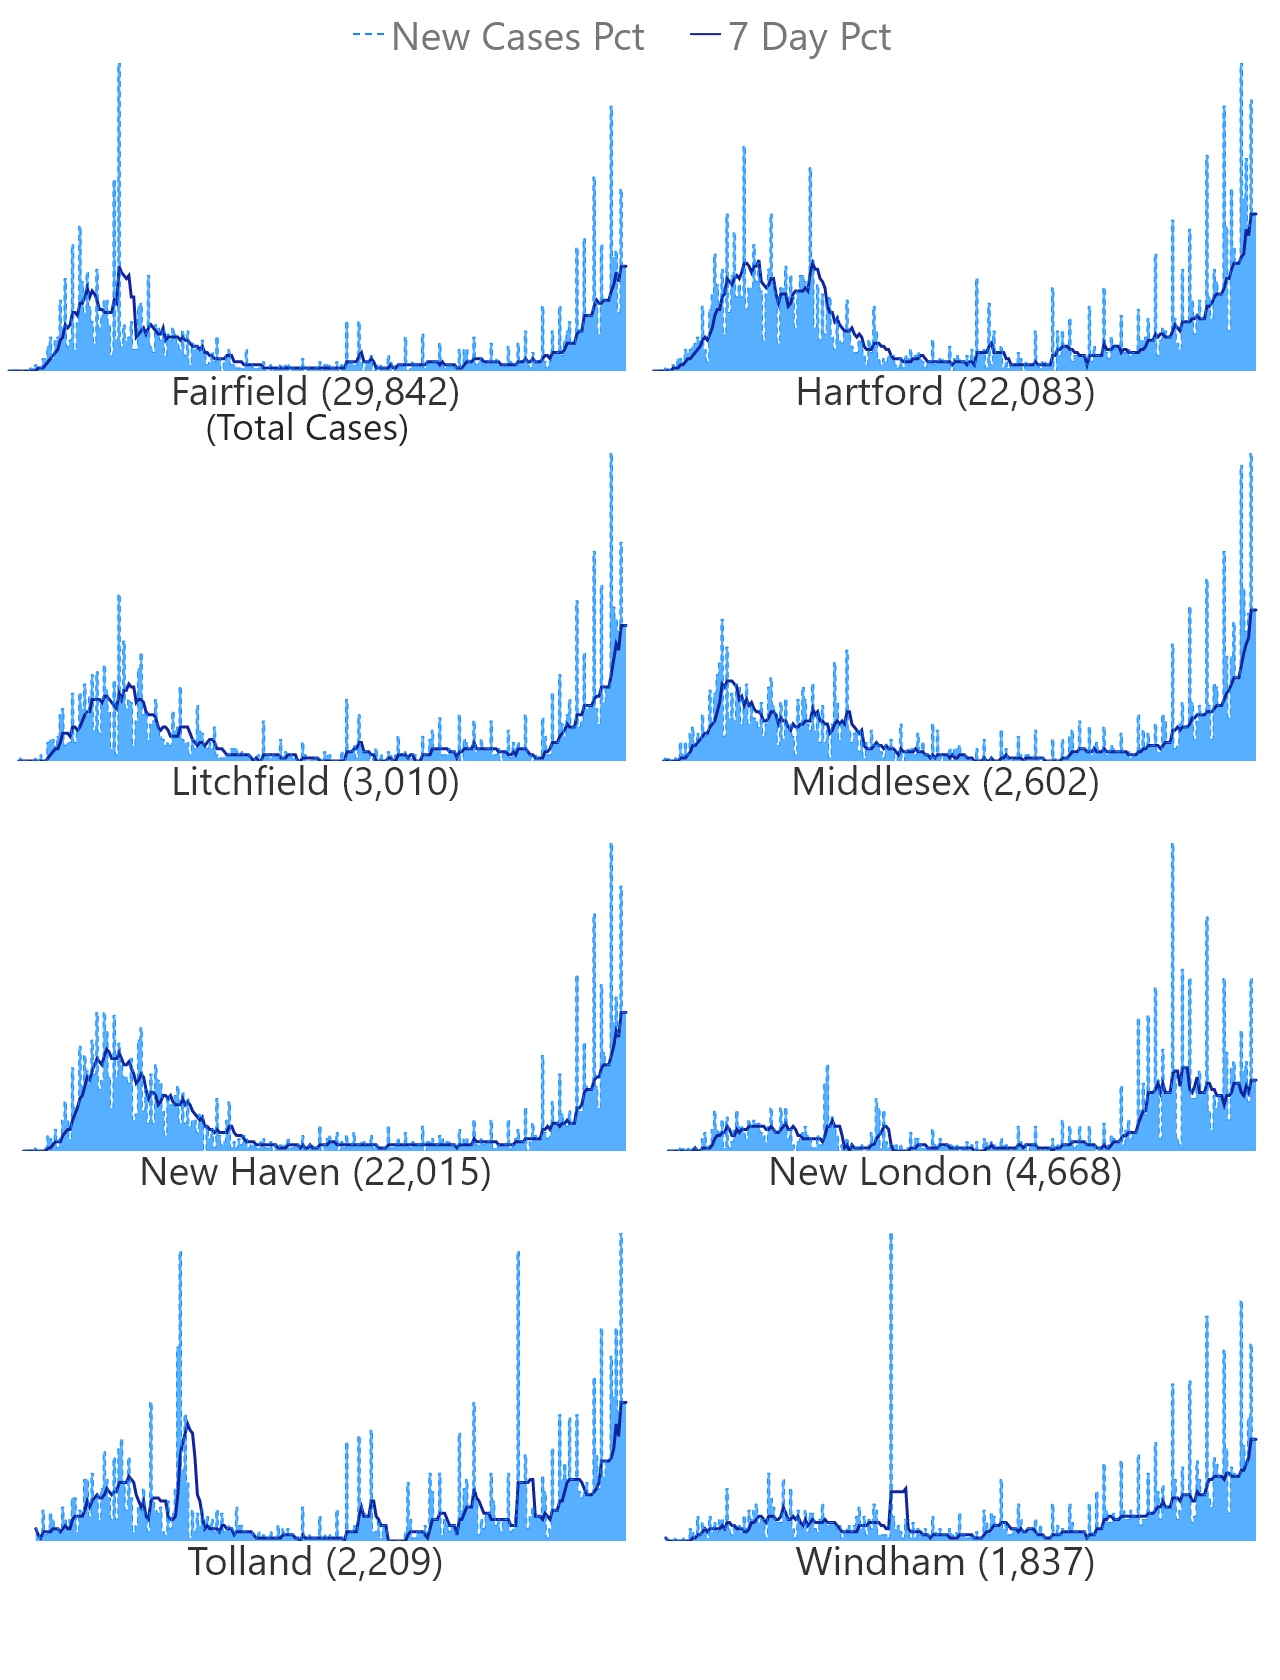 New Cases Pct 7 Day Pct
Fairfield (29,842) Hartford (22,083)
(Total Cases)
Litchfield (3,010) Middlesex (2,602)
New Haven (22,015) New London (4,668)
Tolland (2,209) Windham (1,837)